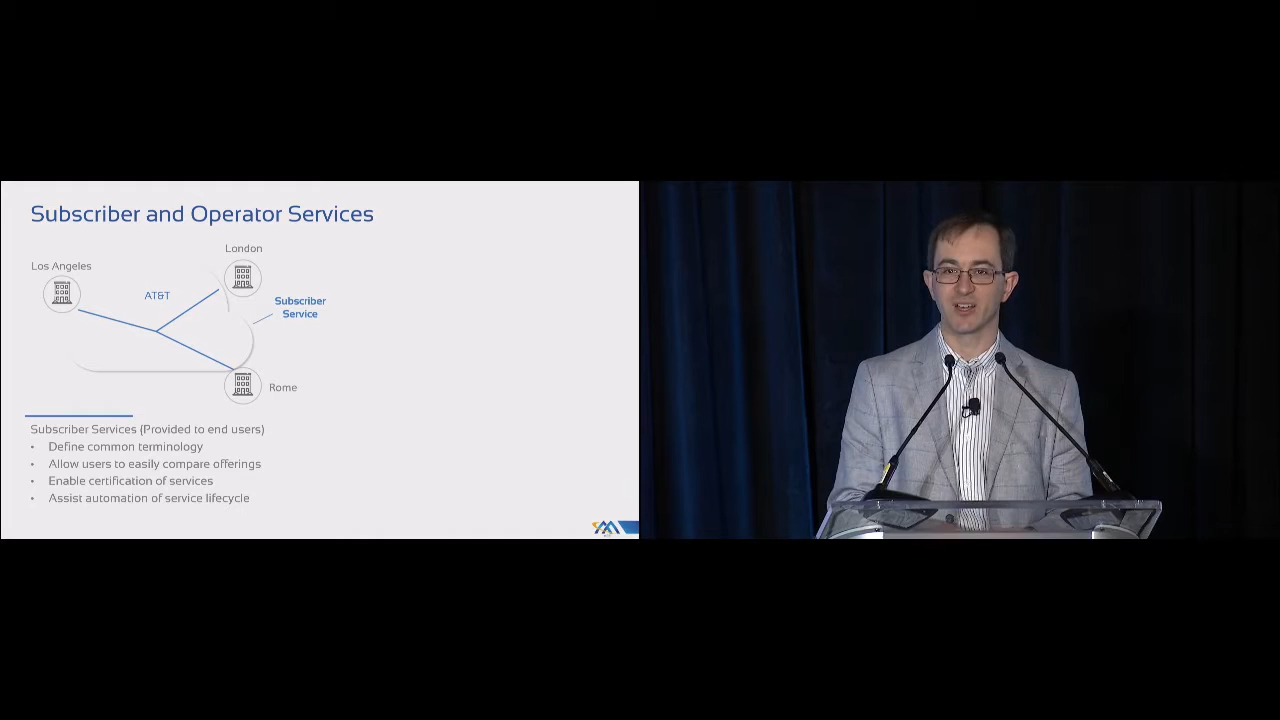 Subscriber and Operator Services
London
Los Angeles
AT&T
Subscriber
Service
Rome
Subscriber Services (Provided to end users)
• Define common terminology
• Allow users to easily compare offerings
• Enable certification of services
• Assist automation of service lifecycle